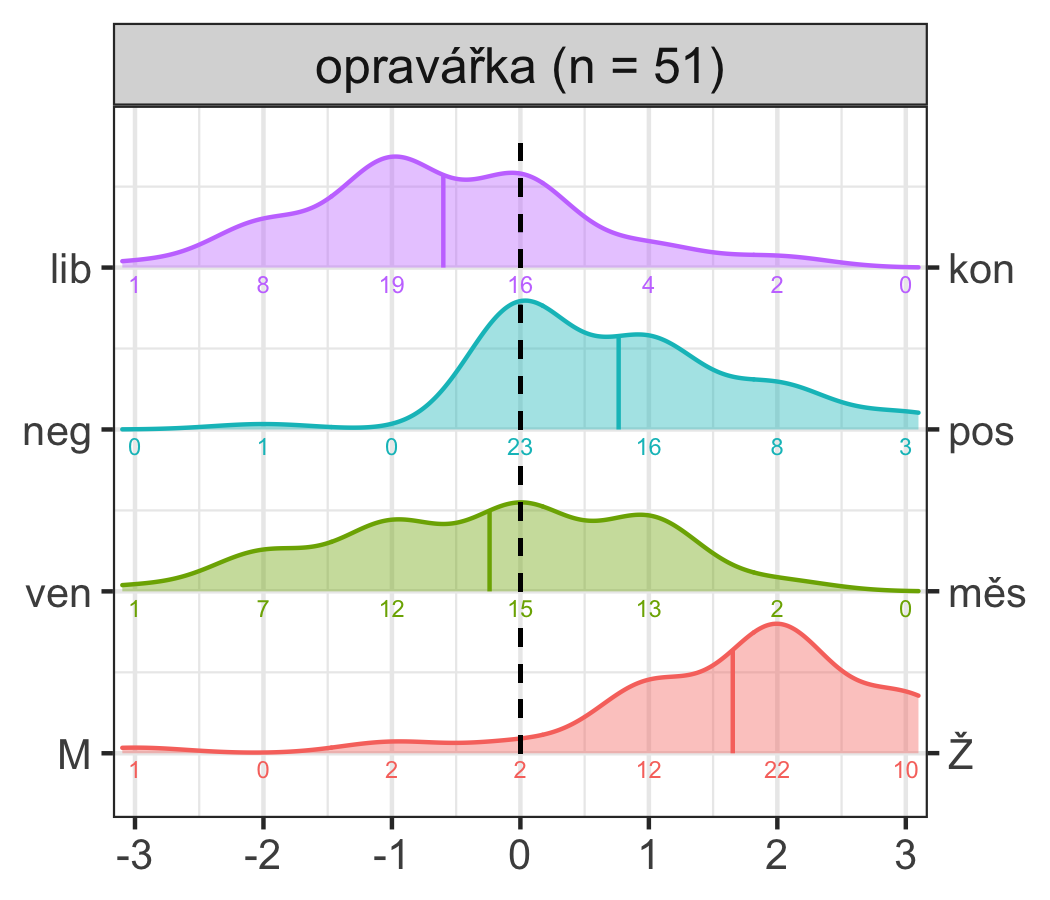 opravářka (n = 51)
lib kon
1 8 19 16 4 2 0
neg pos
0 1 0 23 16 8 3
ven měs
1 7 12 15 13 2 0
M Ž
1 0 2 2 12 22 10
-3 -2 -1 0 1 2 3